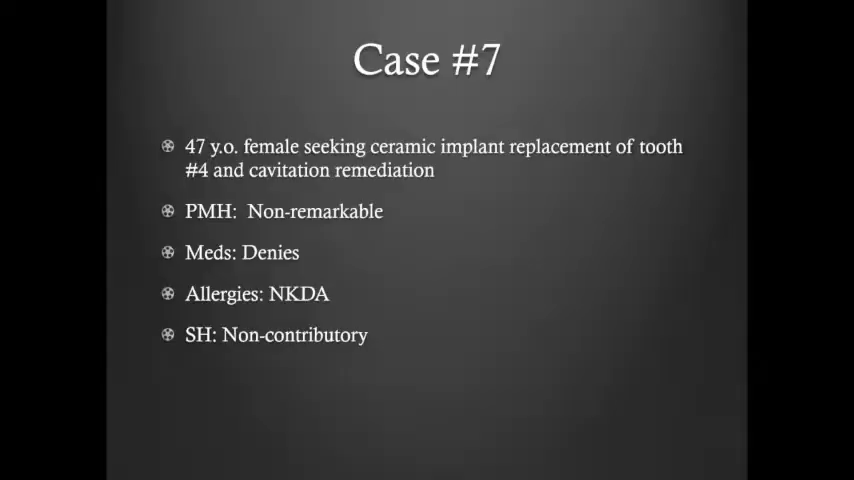 Case #7
47 y.o. female seeking ceramic implant replacement of tooth
#4 and cavitation remediation
PMH:  Non-remarkable
Meds: Denies
Allergies: NKDA
SH: Non-contributory